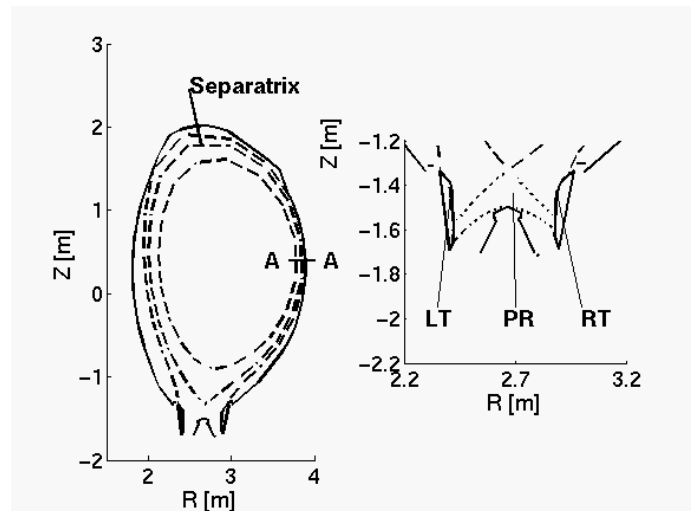 3
2
1
0
−1
−2
2
3
4
Z [m]
R [m]
Separatrix
A
A
−1.2
−1.4
−1.6
−1.8
−2
−2.2
2.2
2.7
3.2
Z [m]
R [m]
LT
PR
RT